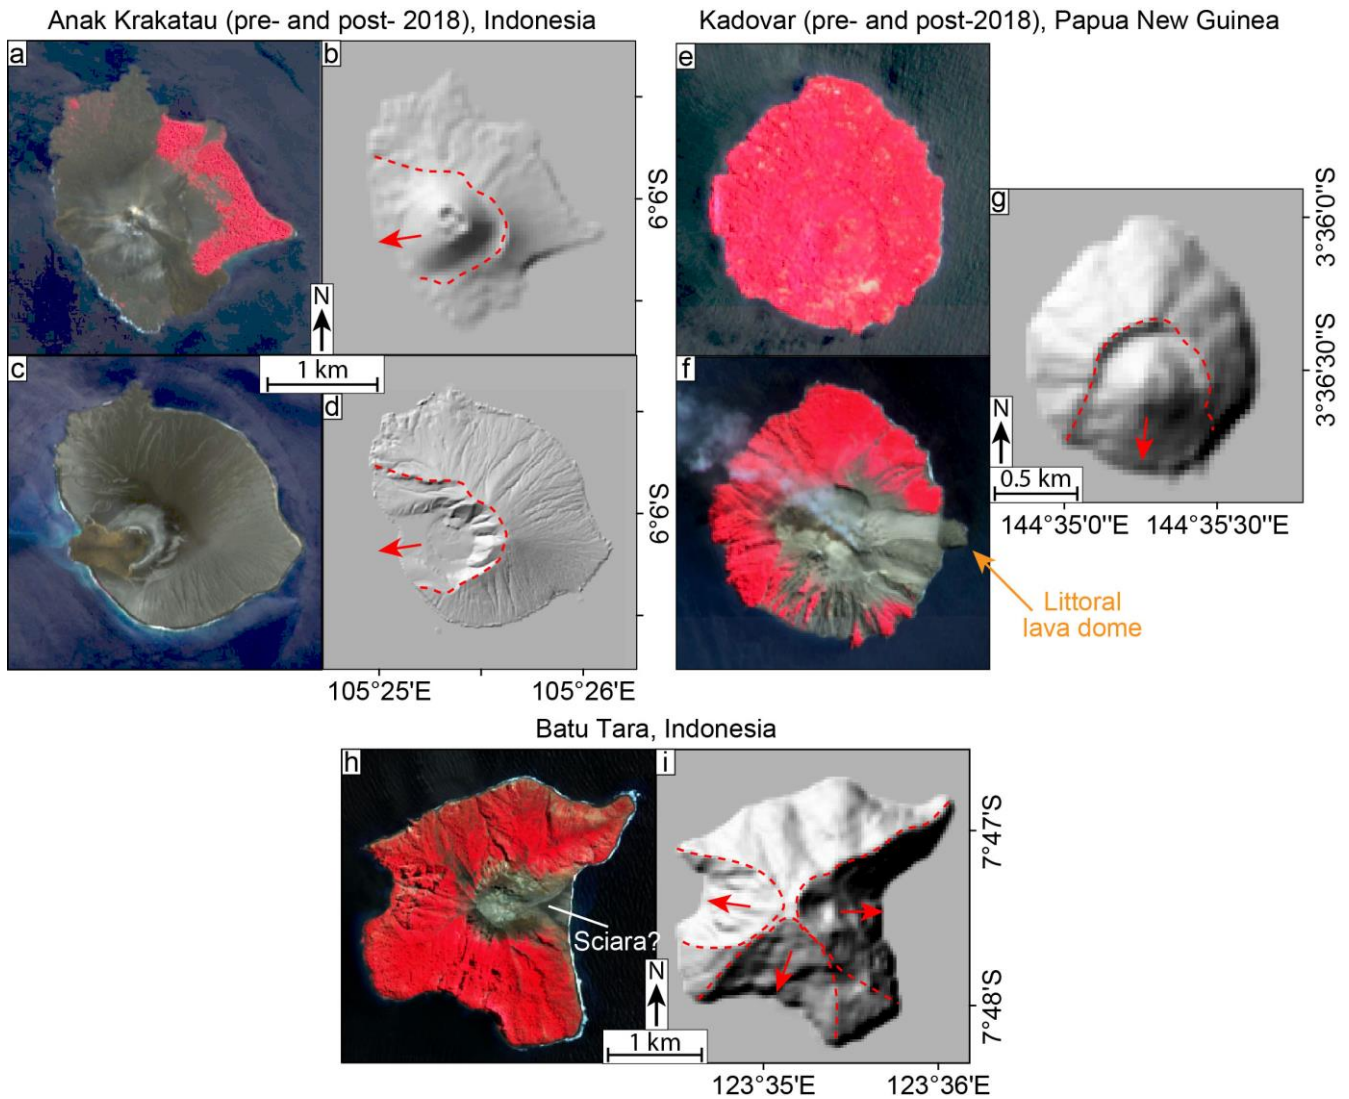 Anak Krakatau (pre- and post- 2018), Indonesia
Kadovar (pre- and post-2018), Papua New Guinea
a
b
e
6°6'S
N
1 km
g
3°36'0"S
3°36'30"S
N
0.5 km
144°35'0"E
144°35'30"E
c
d
6°6'S
105°25'E
105°26'E
f
Littoral
lava dome
Batu Tara, Indonesia
h
i
Sciara?
N
1 km
7°47'S
7°48'S
123°35'E
123°36'E